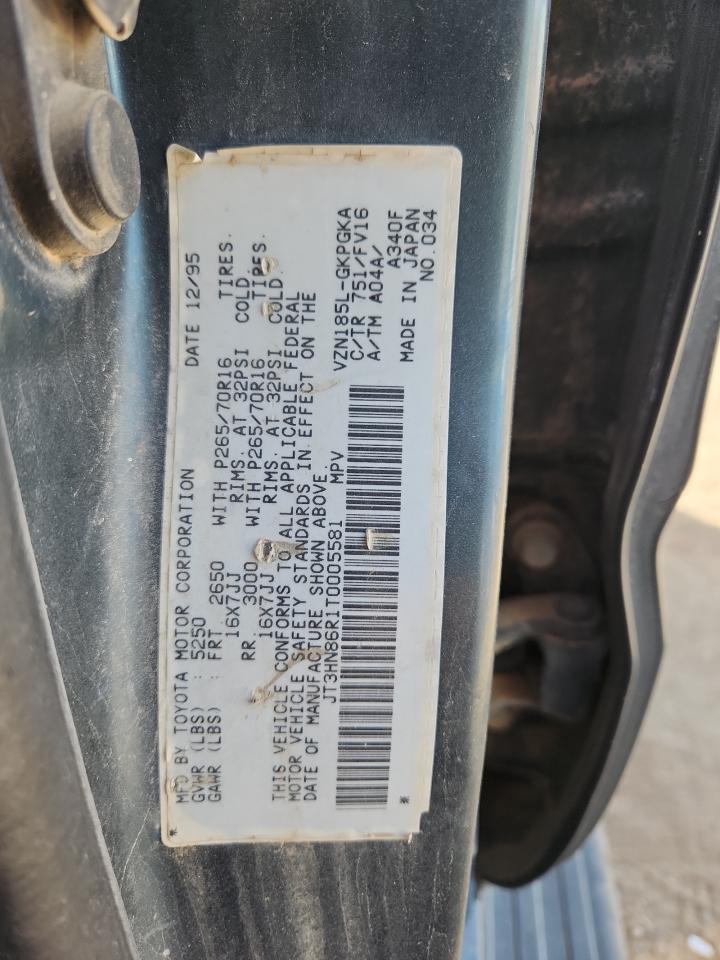 MFD BY TOYOTA MOTOR CORPORATION DATE 12/95
GVWR (LBS) : 5250
GAWR (LBS) : FRT 2650 WITH P265/70R16 TIRES.
16X7JJ RIMS. AT 32PSI COLD
RR 3000 WITH P265/70R16 TIRES.
16X7JJ RIMS. AT 32PSI COLD.
THIS VEHICLE CONFORMS TO ALL APPLICABLE FEDERAL
MOTOR VEHICLE SAFETY STANDARDS IN EFFECT ON THE
DATE OF MANUFACTURE SHOWN ABOVE.
JT3HN86R1T0005581 MPV
VZN185L-GKPGKA
C/TR 751/FV16
A/TM A04A/
A340F
MADE IN JAPAN
NO.034